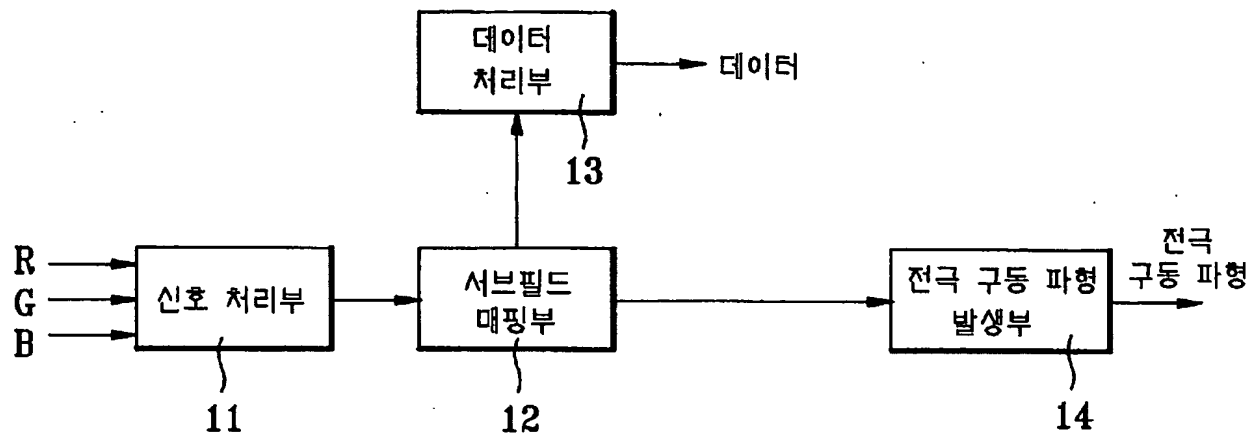 데이터
처리부
데이터
13
R
G
B
신호 처리부
서브필드
매핑부
전극 구동 파형
발생부
전극
구동 파형
11
12
14